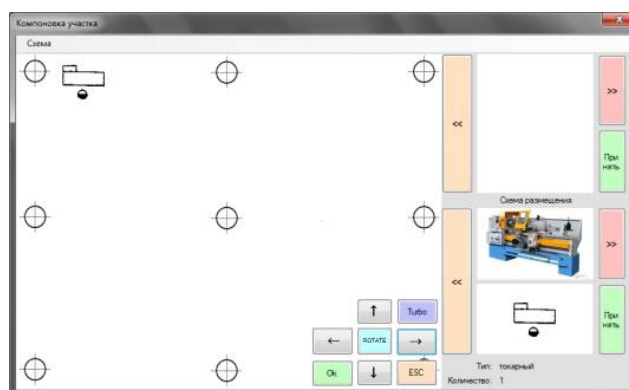 Компоновка участка
Схема
<<
>>
При
нять
Схема размещения
<<
>>
При
нять
↑
Turbo
←
ROTATE
→
Ok
↓
ESC
Тип: токарный
Количество: 1